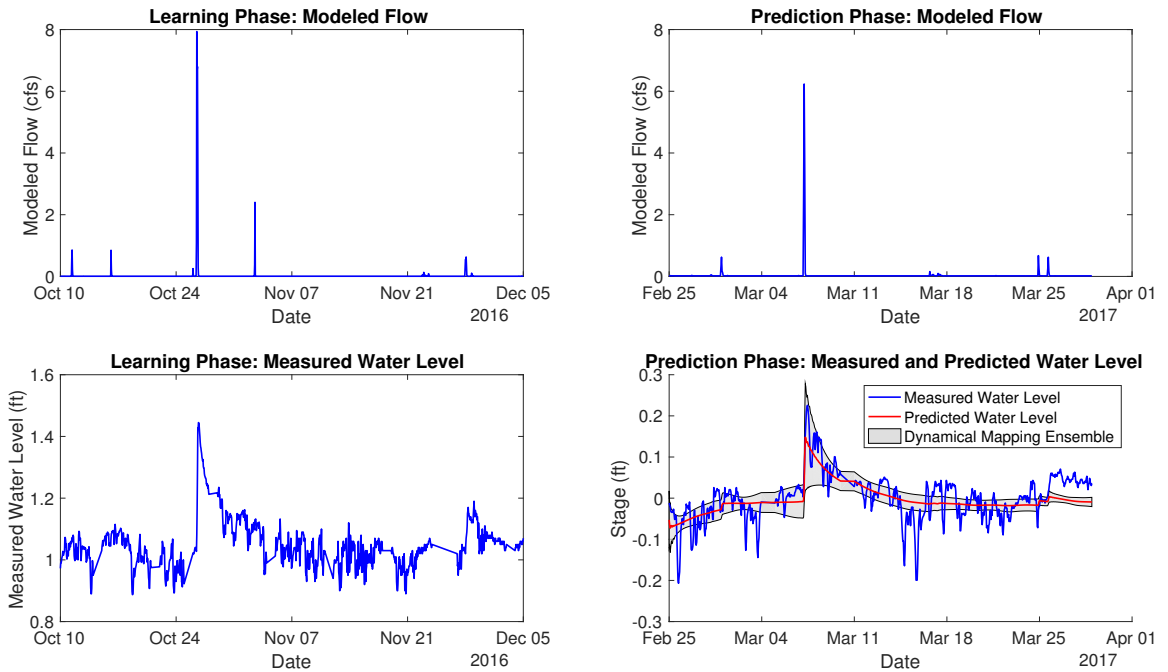 Learning Phase: Modeled Flow
Modeled Flow (cfs)
8
6
4
2
0
Oct 10
Oct 24
Nov 07
Nov 21
Dec 05
Date
2016
Prediction Phase: Modeled Flow
Modeled Flow (cfs)
8
6
4
2
0
Feb 25
Mar 04
Mar 11
Mar 18
Mar 25
Apr 01
Date
2017
Learning Phase: Measured Water Level
Measured Water Level (ft)
1.6
1.4
1.2
1
0.8
Oct 10
Oct 24
Nov 07
Nov 21
Dec 05
Date
2016
Prediction Phase: Measured and Predicted Water Level
Stage (ft)
0.3
0.2
0.1
0
-0.1
-0.2
-0.3
Measured Water Level
Predicted Water Level
Dynamical Mapping Ensemble
Feb 25
Mar 04
Mar 11
Mar 18
Mar 25
Apr 01
Date
2017